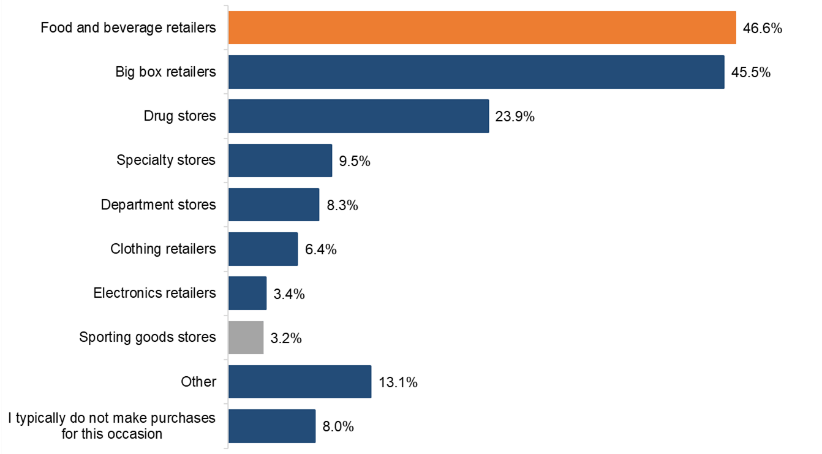 Food and beverage retailers 46.6%
Big box retailers 45.5%
Drug stores 23.9%
Specialty stores 9.5%
Department stores 8.3%
Clothing retailers 6.4%
Electronics retailers 3.4%
Sporting goods stores 3.2%
Other 13.1%
I typically do not make purchases
for this occasion 8.0%